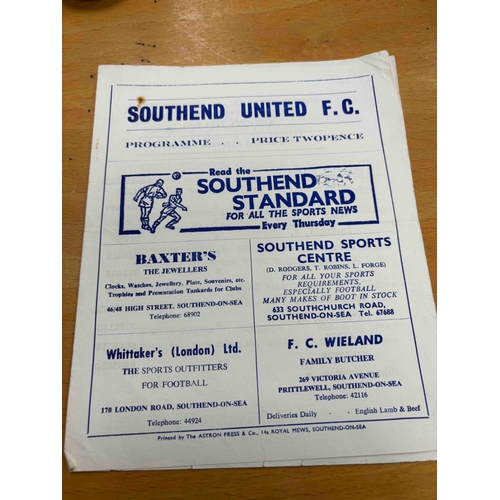 SOUTHEND UNITED F.C.
PROGRAMME . . PRICE TWOPENCE
Read the
SOUTHEND
STANDARD
FOR ALL THE SPORTS NEWS
Every Thursday
BAXTER'S
THE JEWELLERS
Clocks, Watches, Jewellery, Plate, Souvenirs, etc.
Trophies and Presentation Tankards for Clubs
46/48 HIGH STREET, SOUTHEND-ON-SEA
Telephone: 68902
SOUTHEND SPORTS
CENTRE
(D. RODGERS, T. ROBINS, L. FORGE)
FOR ALL YOUR SPORTS
REQUIREMENTS,
ESPECIALLY FOOTBALL
MANY MAKES OF BOOT IN STOCK
633 SOUTHCHURCH ROAD,
SOUTHEND-ON-SEA Tel. 67688
Whittaker's (London) Ltd.
THE SPORTS OUTFITTERS
FOR FOOTBALL
170 LONDON ROAD, SOUTHEND-ON-SEA
Telephone: 44924
F. C. WIELAND
FAMILY BUTCHER
269 VICTORIA AVENUE
PRITTLEWELL, SOUTHEND-ON-SEA
Telephone: 42116
Deliveries Daily - - English Lamb & Beef
Printed by The ASTRON PRESS & Co., 14a ROYAL MEWS, SOUTHEND-ON-SEA